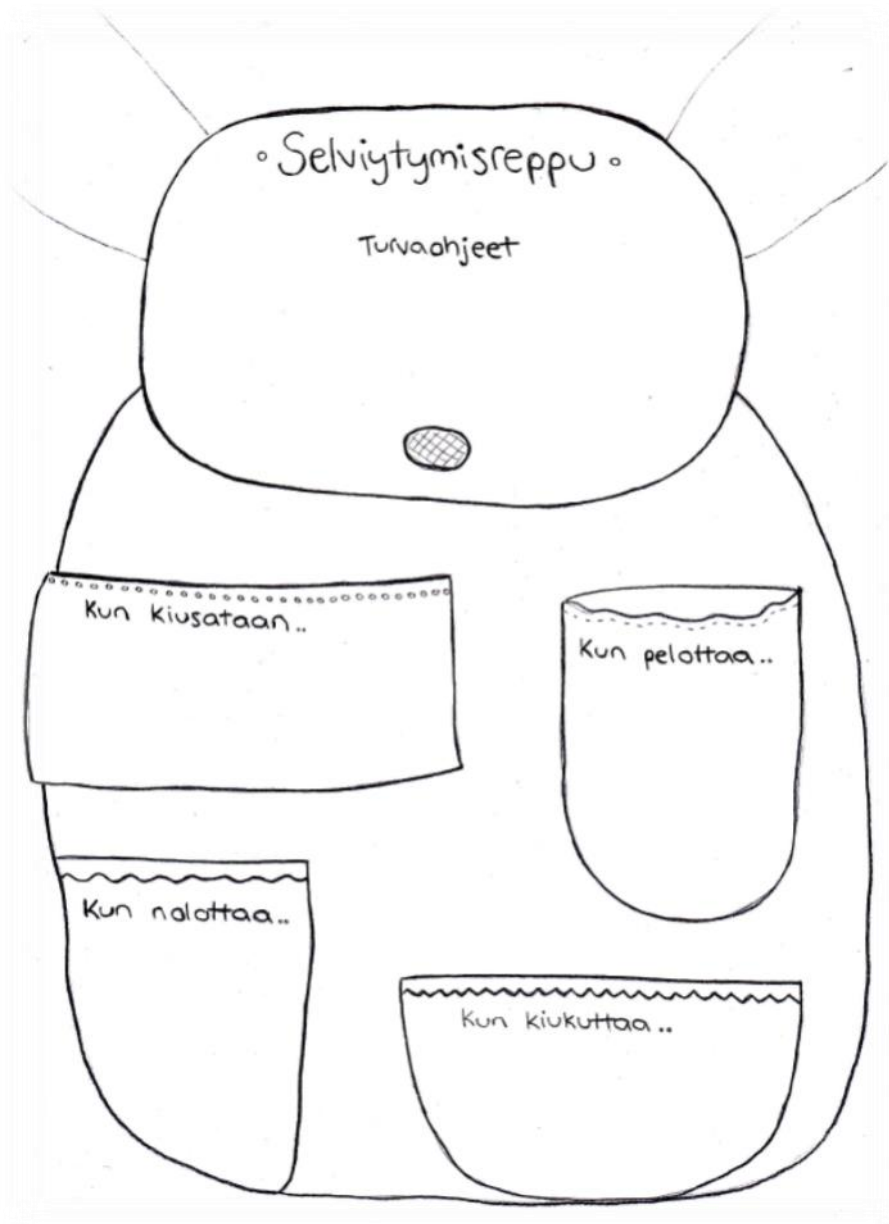 ◦ Selviytymisreppu ◦
Turvaohjeet
Kun kiusataan..
Kun pelottaa..
Kun nolottaa..
Kun kiukuttaa..